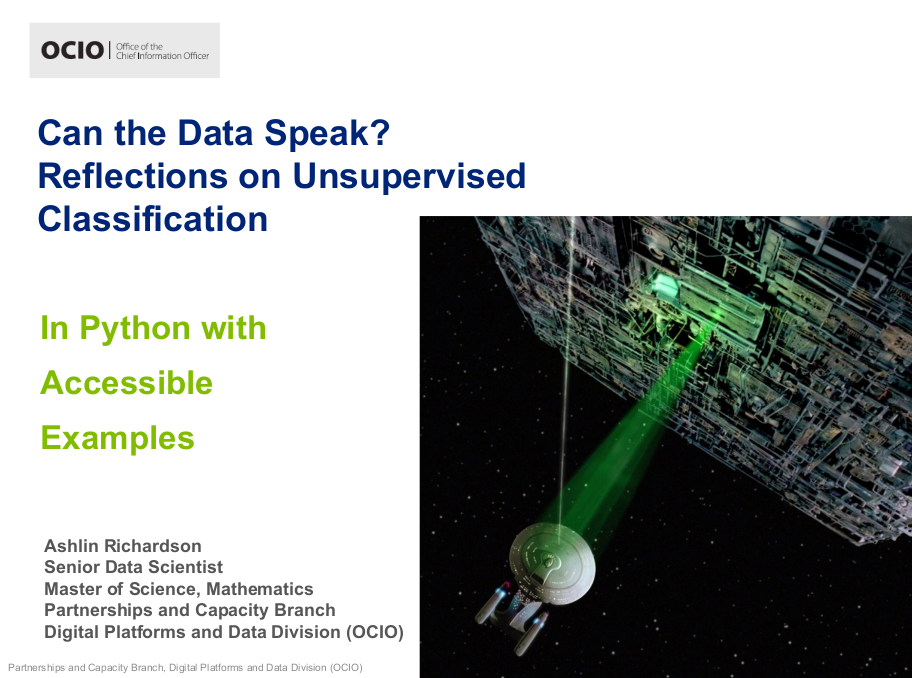 OCIO
Office of the
Chief Information Officer
Can the Data Speak?
Reflections on Unsupervised
Classification
In Python with
Accessible
Examples
Ashlin Richardson
Senior Data Scientist
Master of Science, Mathematics
Partnerships and Capacity Branch
Digital Platforms and Data Division (OCIO)
Partnerships and Capacity Branch, Digital Platforms and Data Division (OCIO)